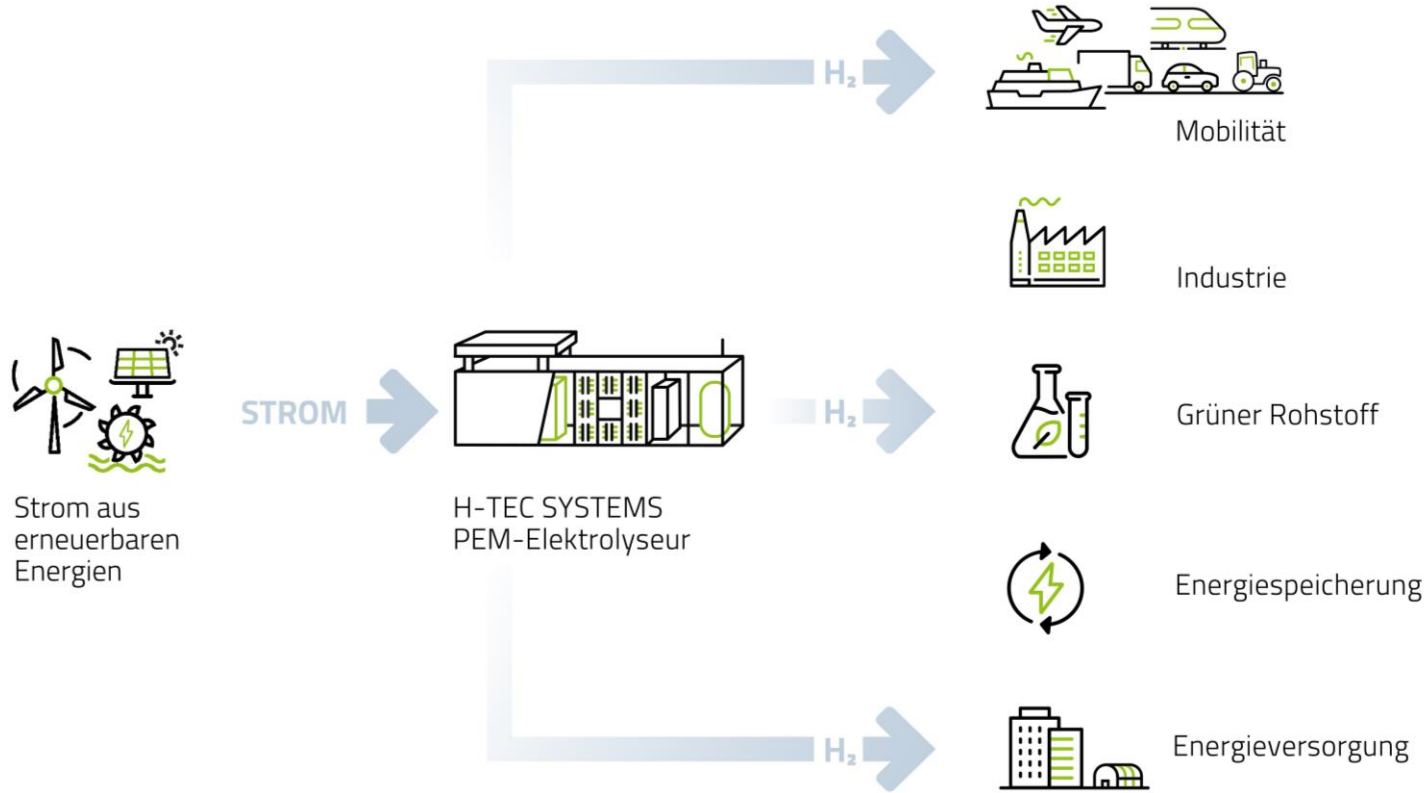 H₂
Mobilität
Industrie
STROM
H₂
Grüner Rohstoff
Strom aus
erneuerbaren
Energien
H-TEC SYSTEMS
PEM-Elektrolyseur
Energiespeicherung
H₂
Energieversorgung